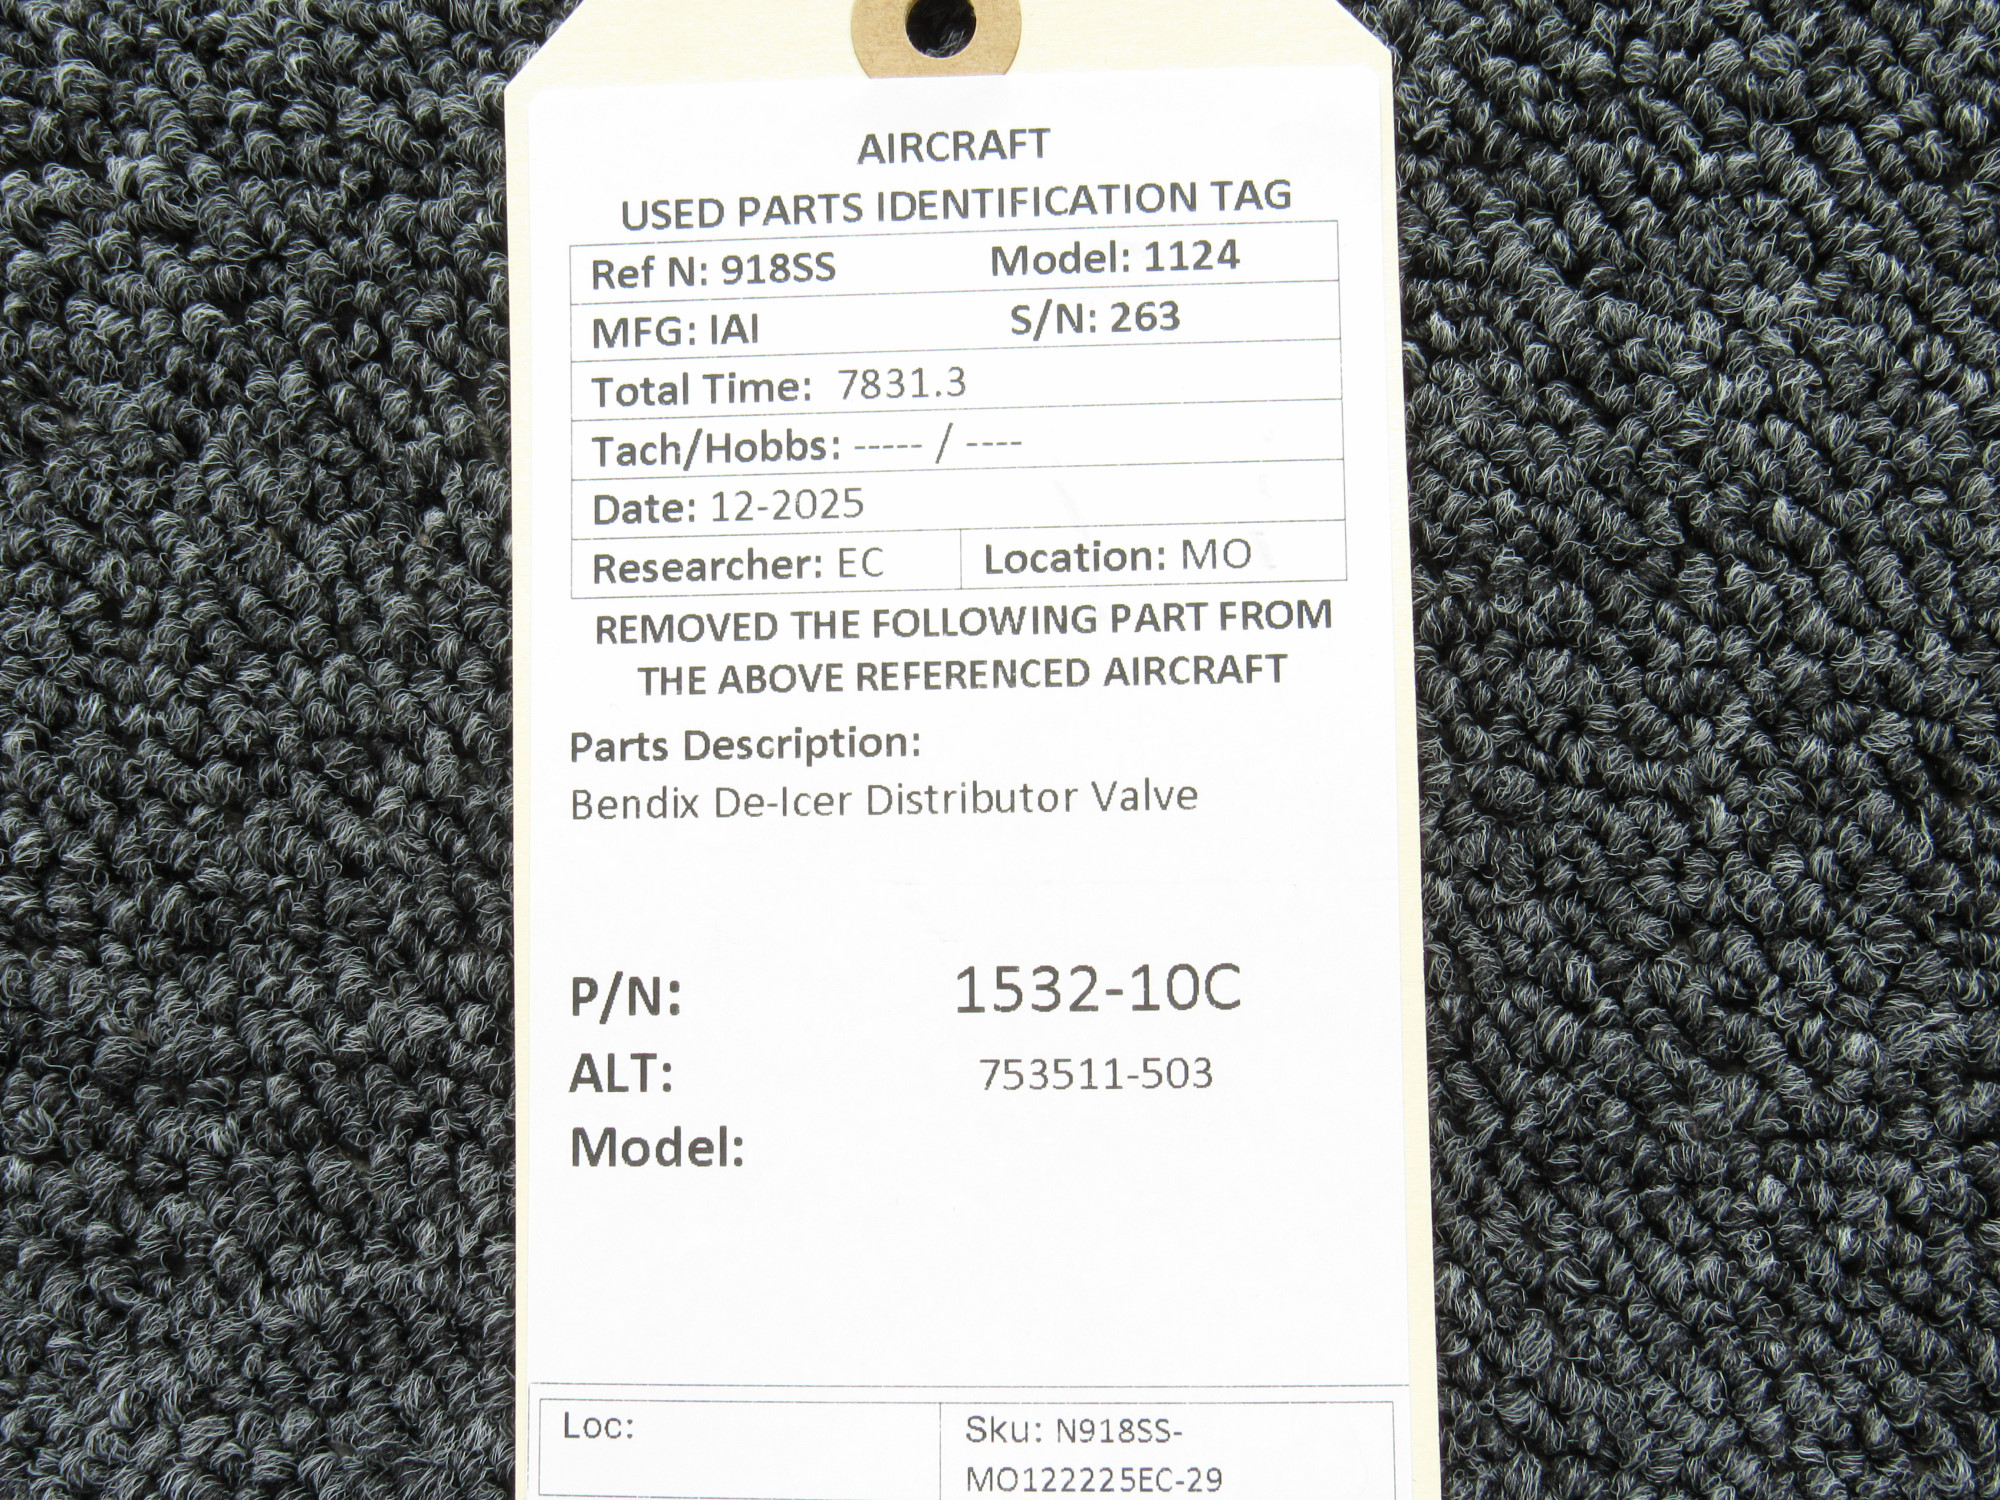 AIRCRAFT
USED PARTS IDENTIFICATION TAG
Ref N: 918SS Model: 1124
MFG: IAI S/N: 263
Total Time: 7831.3
Tach/Hobbs: ----- / ----
Date: 12-2025
Researcher: EC Location: MO
REMOVED THE FOLLOWING PART FROM
THE ABOVE REFERENCED AIRCRAFT
Parts Description:
Bendix De-Icer Distributor Valve
P/N: 1532-10C
ALT: 753511-503
Model:
Loc: Sku: N918SS-
MO122225EC-29